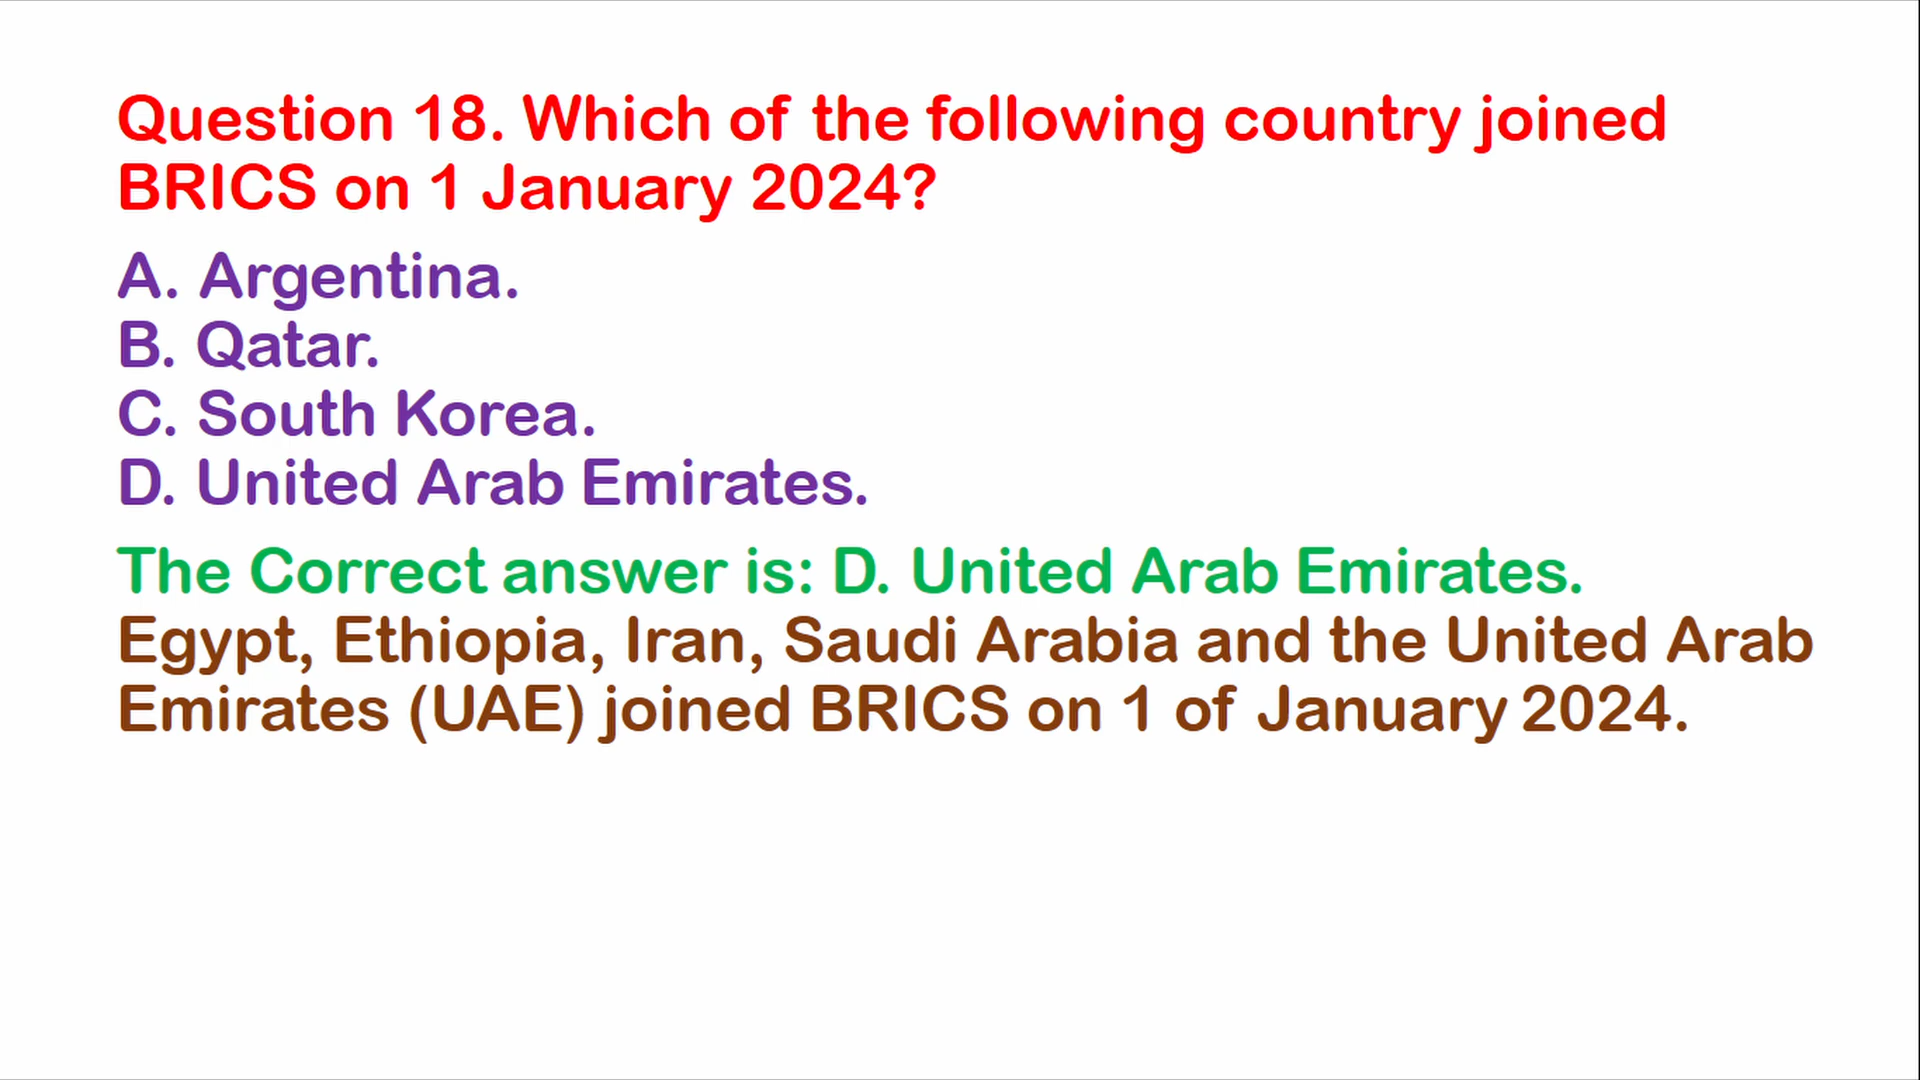 Question 18. Which of the following country joined
BRICS on 1 January 2024?
A. Argentina.
B. Qatar.
C. South Korea.
D. United Arab Emirates.
The Correct answer is: D. United Arab Emirates.
Egypt, Ethiopia, Iran, Saudi Arabia and the United Arab
Emirates (UAE) joined BRICS on 1 of January 2024.